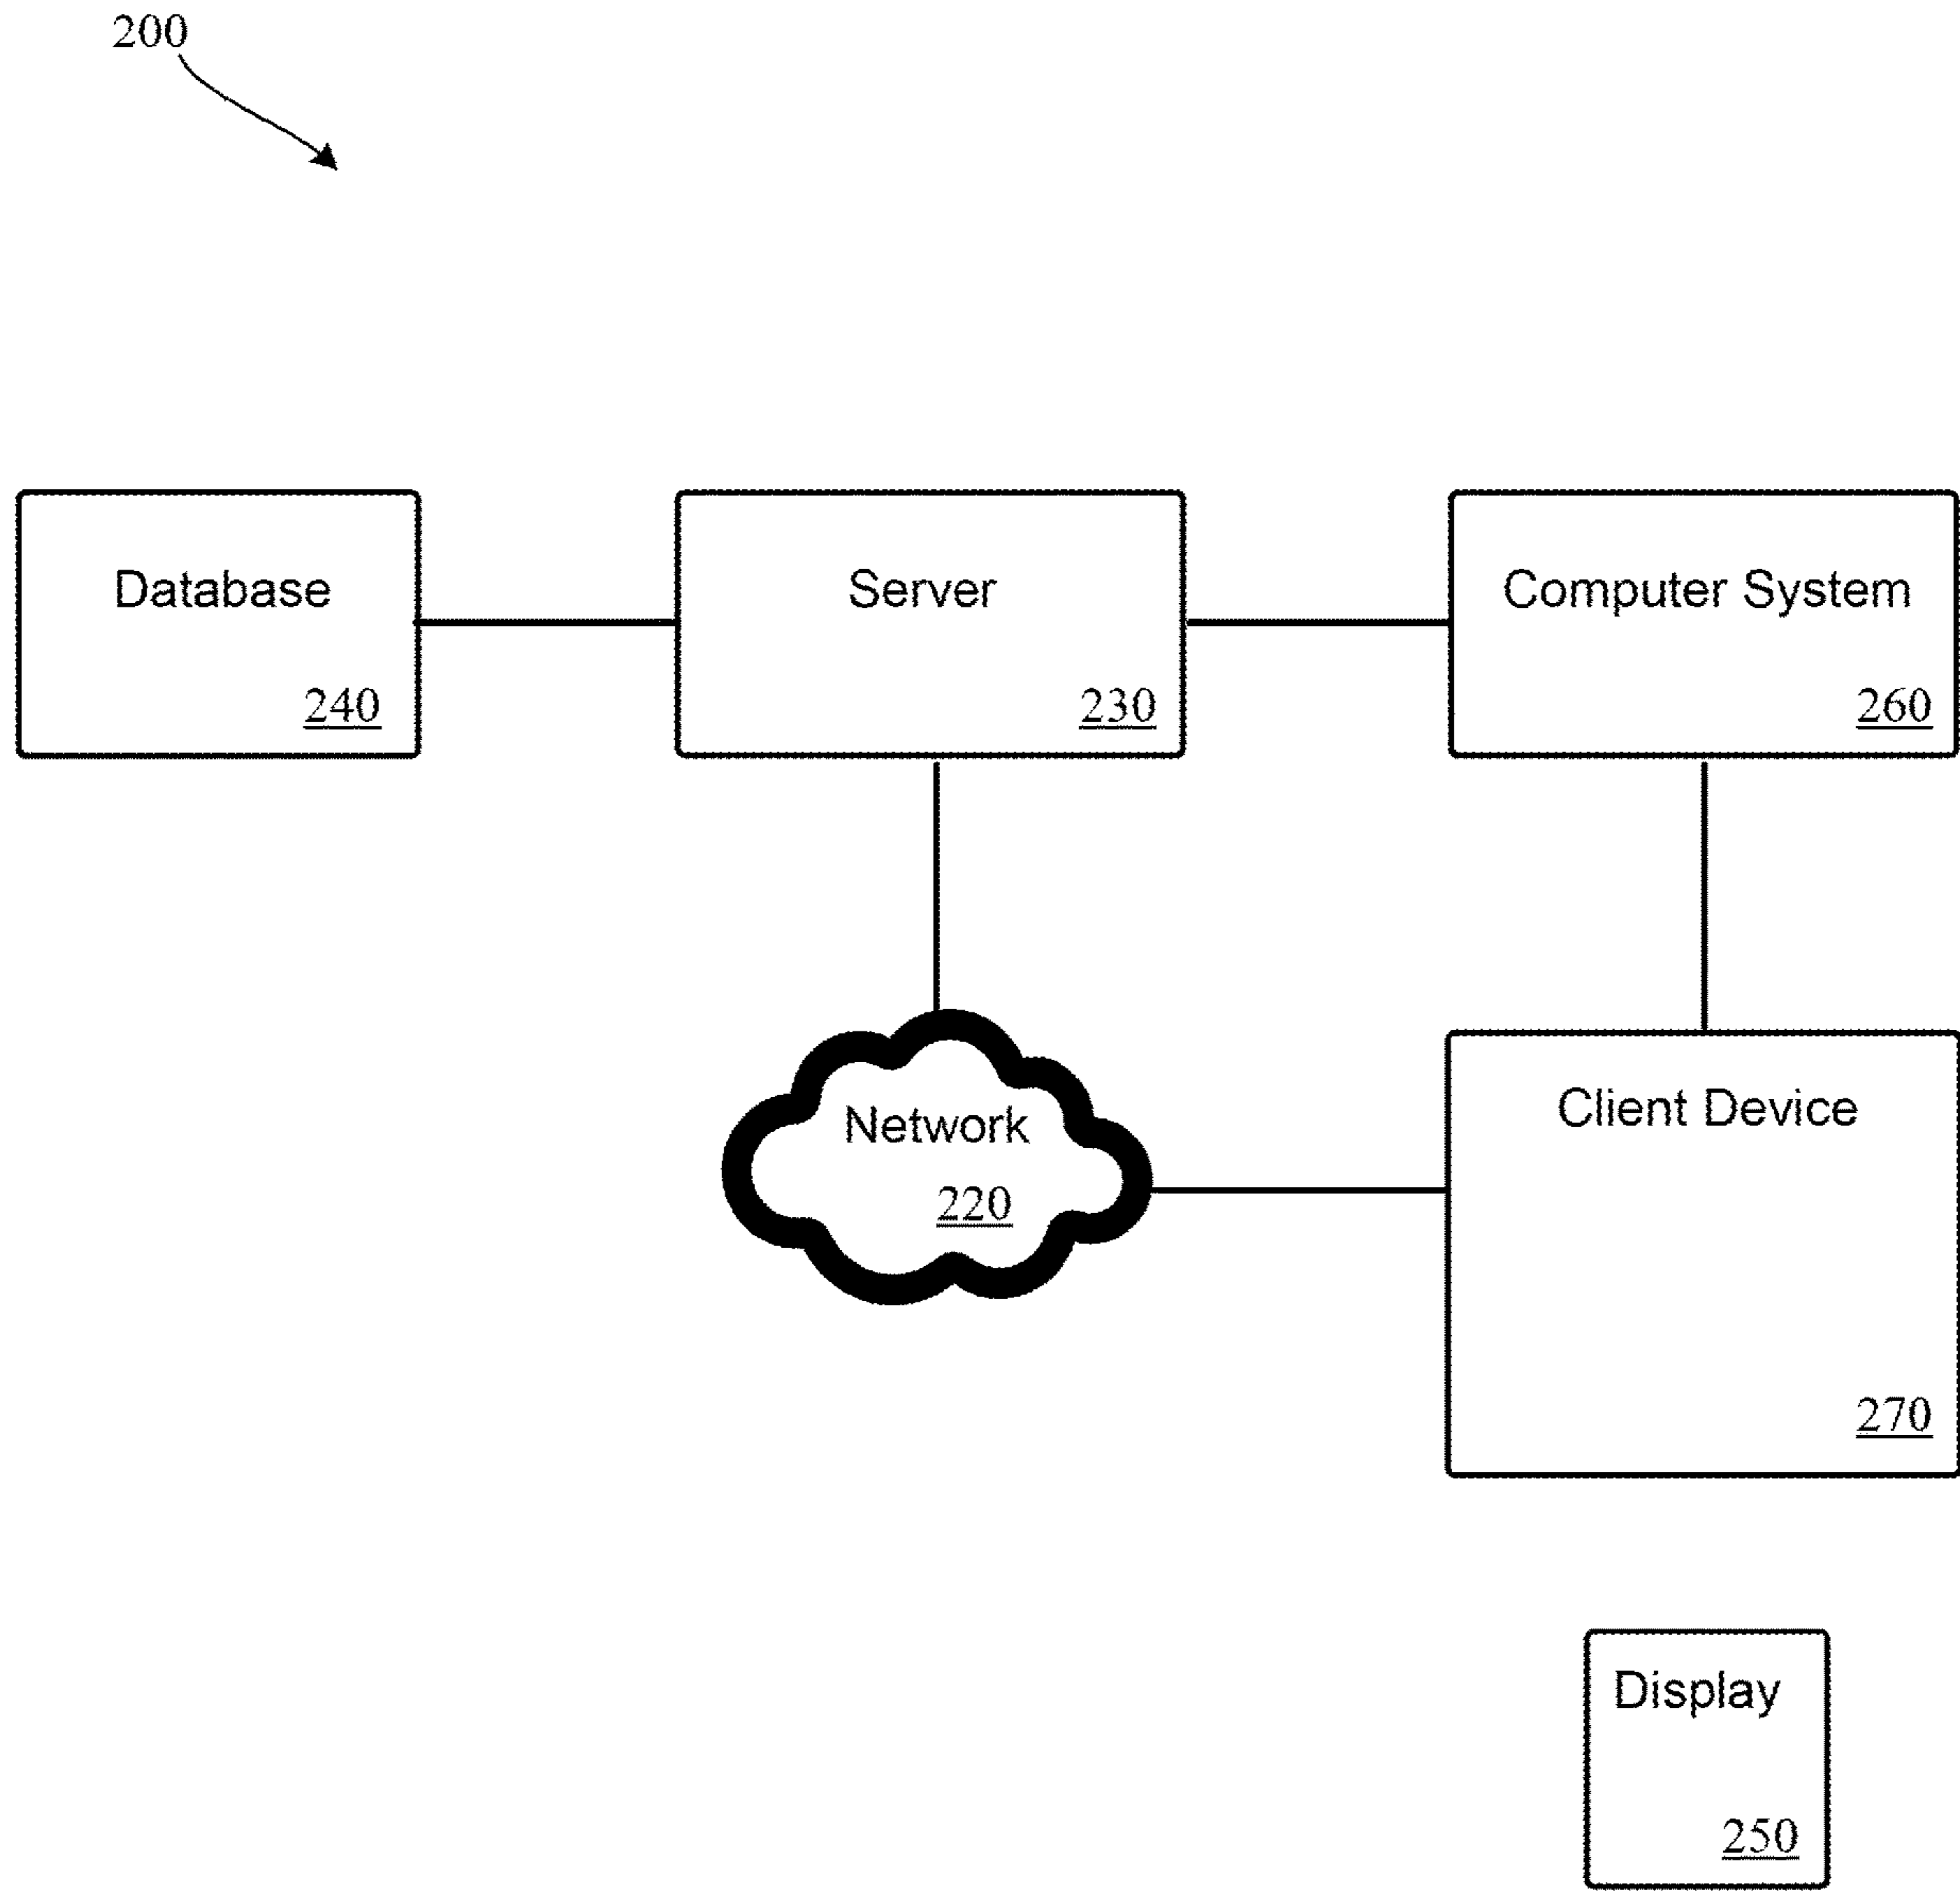 200
Database
240
Server
230
Computer System
260
Network
220
Client Device
270
Display
250